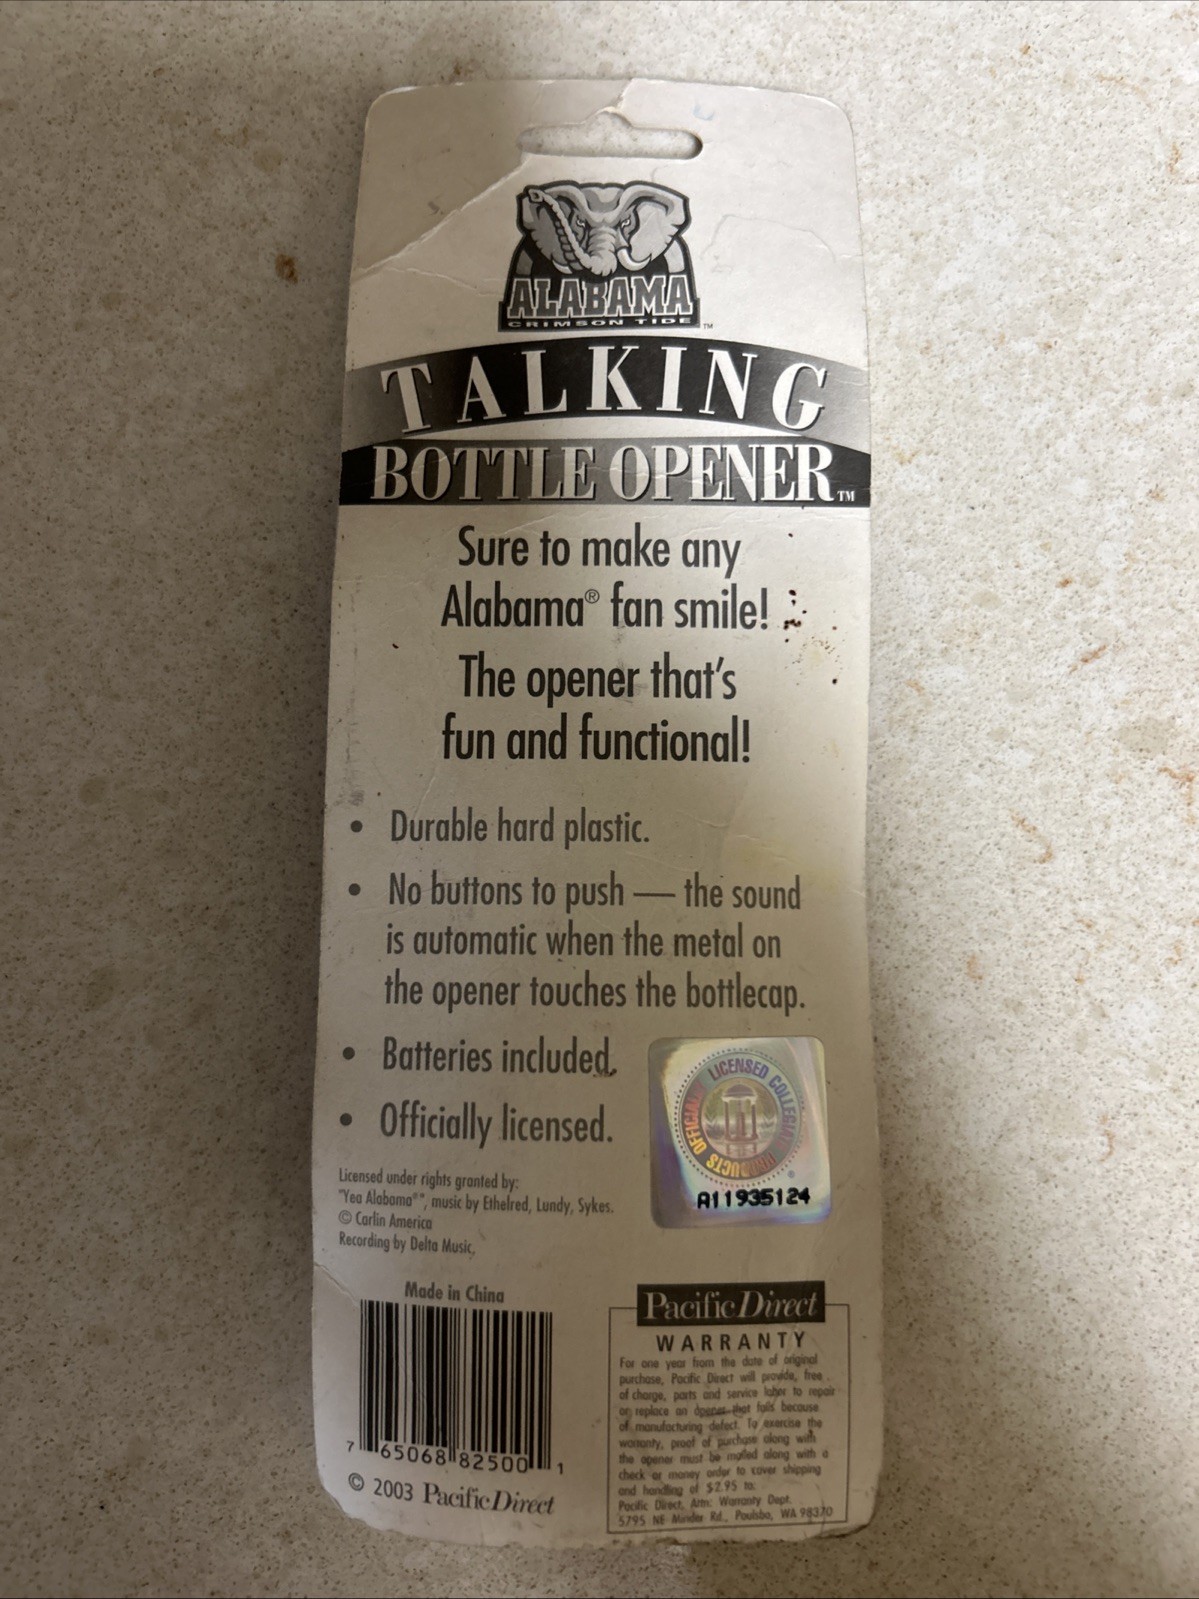 ALABAMA
CRIMSON TIDE ™
TALKING
BOTTLE OPENER™
Sure to make any
Alabama® fan smile!
The opener that's
fun and functional!
• Durable hard plastic.
• No buttons to push — the sound
is automatic when the metal on
the opener touches the bottlecap.
• Batteries included.
• Officially licensed.
OFFICIALLY LICENSED COLLEGIATE PRODUCTS ®
A11935124
Licensed under rights granted by:
"Yea Alabama®", music by Ethelred, Lundy, Sykes.
© Carlin America
Recording by Delta Music,
Made in China
7 65068 82500 1
© 2003 Pacific Direct
Pacific Direct
WARRANTY
For one year from the date of original
purchase, Pacific Direct will provide, free
of charge, parts and service labor to repair
or replace an opener that fails because
of manufacturing defect. To exercise the
warranty, proof of purchase along with
the opener must be mailed along with a
check or money order to cover shipping
and handling of $2.95 to:
Pacific Direct, Attn: Warranty Dept.
5795 NE Minder Rd., Poulsbo, WA 98370